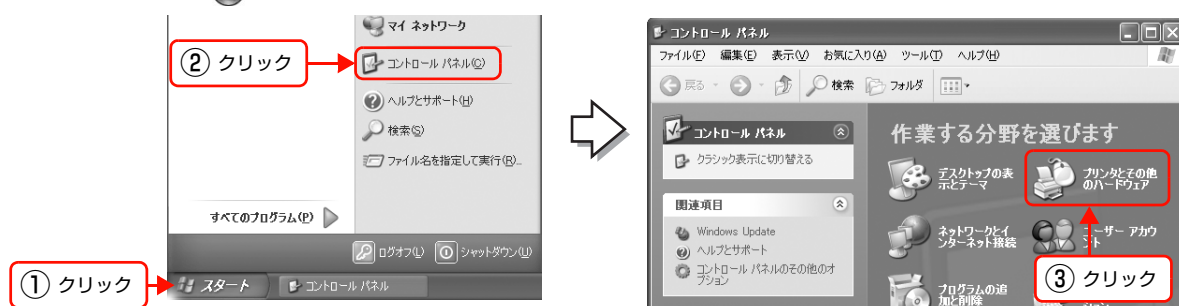 マイ ネットワーク
② クリック
コントロール パネル(C)
ヘルプとサポート(H)
検索(S)
ファイル名を指定して実行(R)...
すべてのプログラム(P)
ログオフ(L)
シャットダウン(U)
① クリック
スタート
コントロール パネル
コントロール パネル
ファイル(F) 編集(E) 表示(V) お気に入り(A) ツール(T) ヘルプ(H)
戻る
検索
フォルダ
コントロール パネル
クラシック表示に切り替える
関連項目
Windows Update
ヘルプとサポート
コントロール パネルのその他のオ
プション
作業する分野を選びます
デスクトップの表
示とテーマ
プリンタとその他
のハードウェア
ネットワークとイ
ンターネット接続
ーザー アカウ
ト
プログラムの追
加と削除
③ クリック